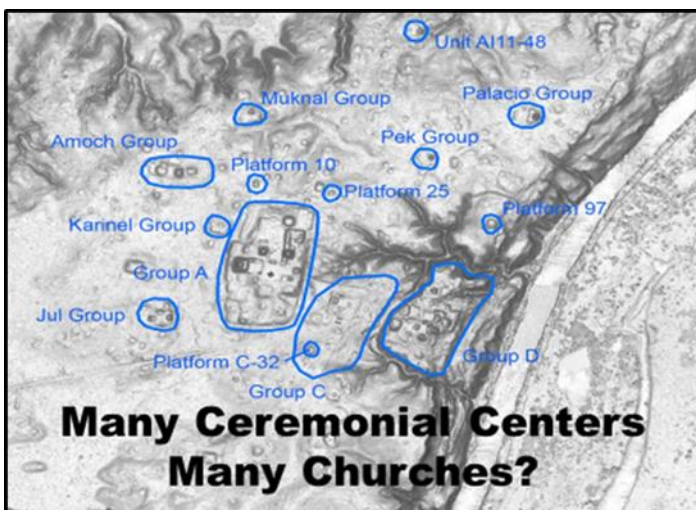 Unit AI11-48
Palacio Group
Muknal Group
Pek Group
Amoch Group
Platform 10
Platform 25
Platform 97
Karinel Group
Group A
Jul Group
Platform C-32
Group D
Group C
Many Ceremonial Centers
Many Churches?